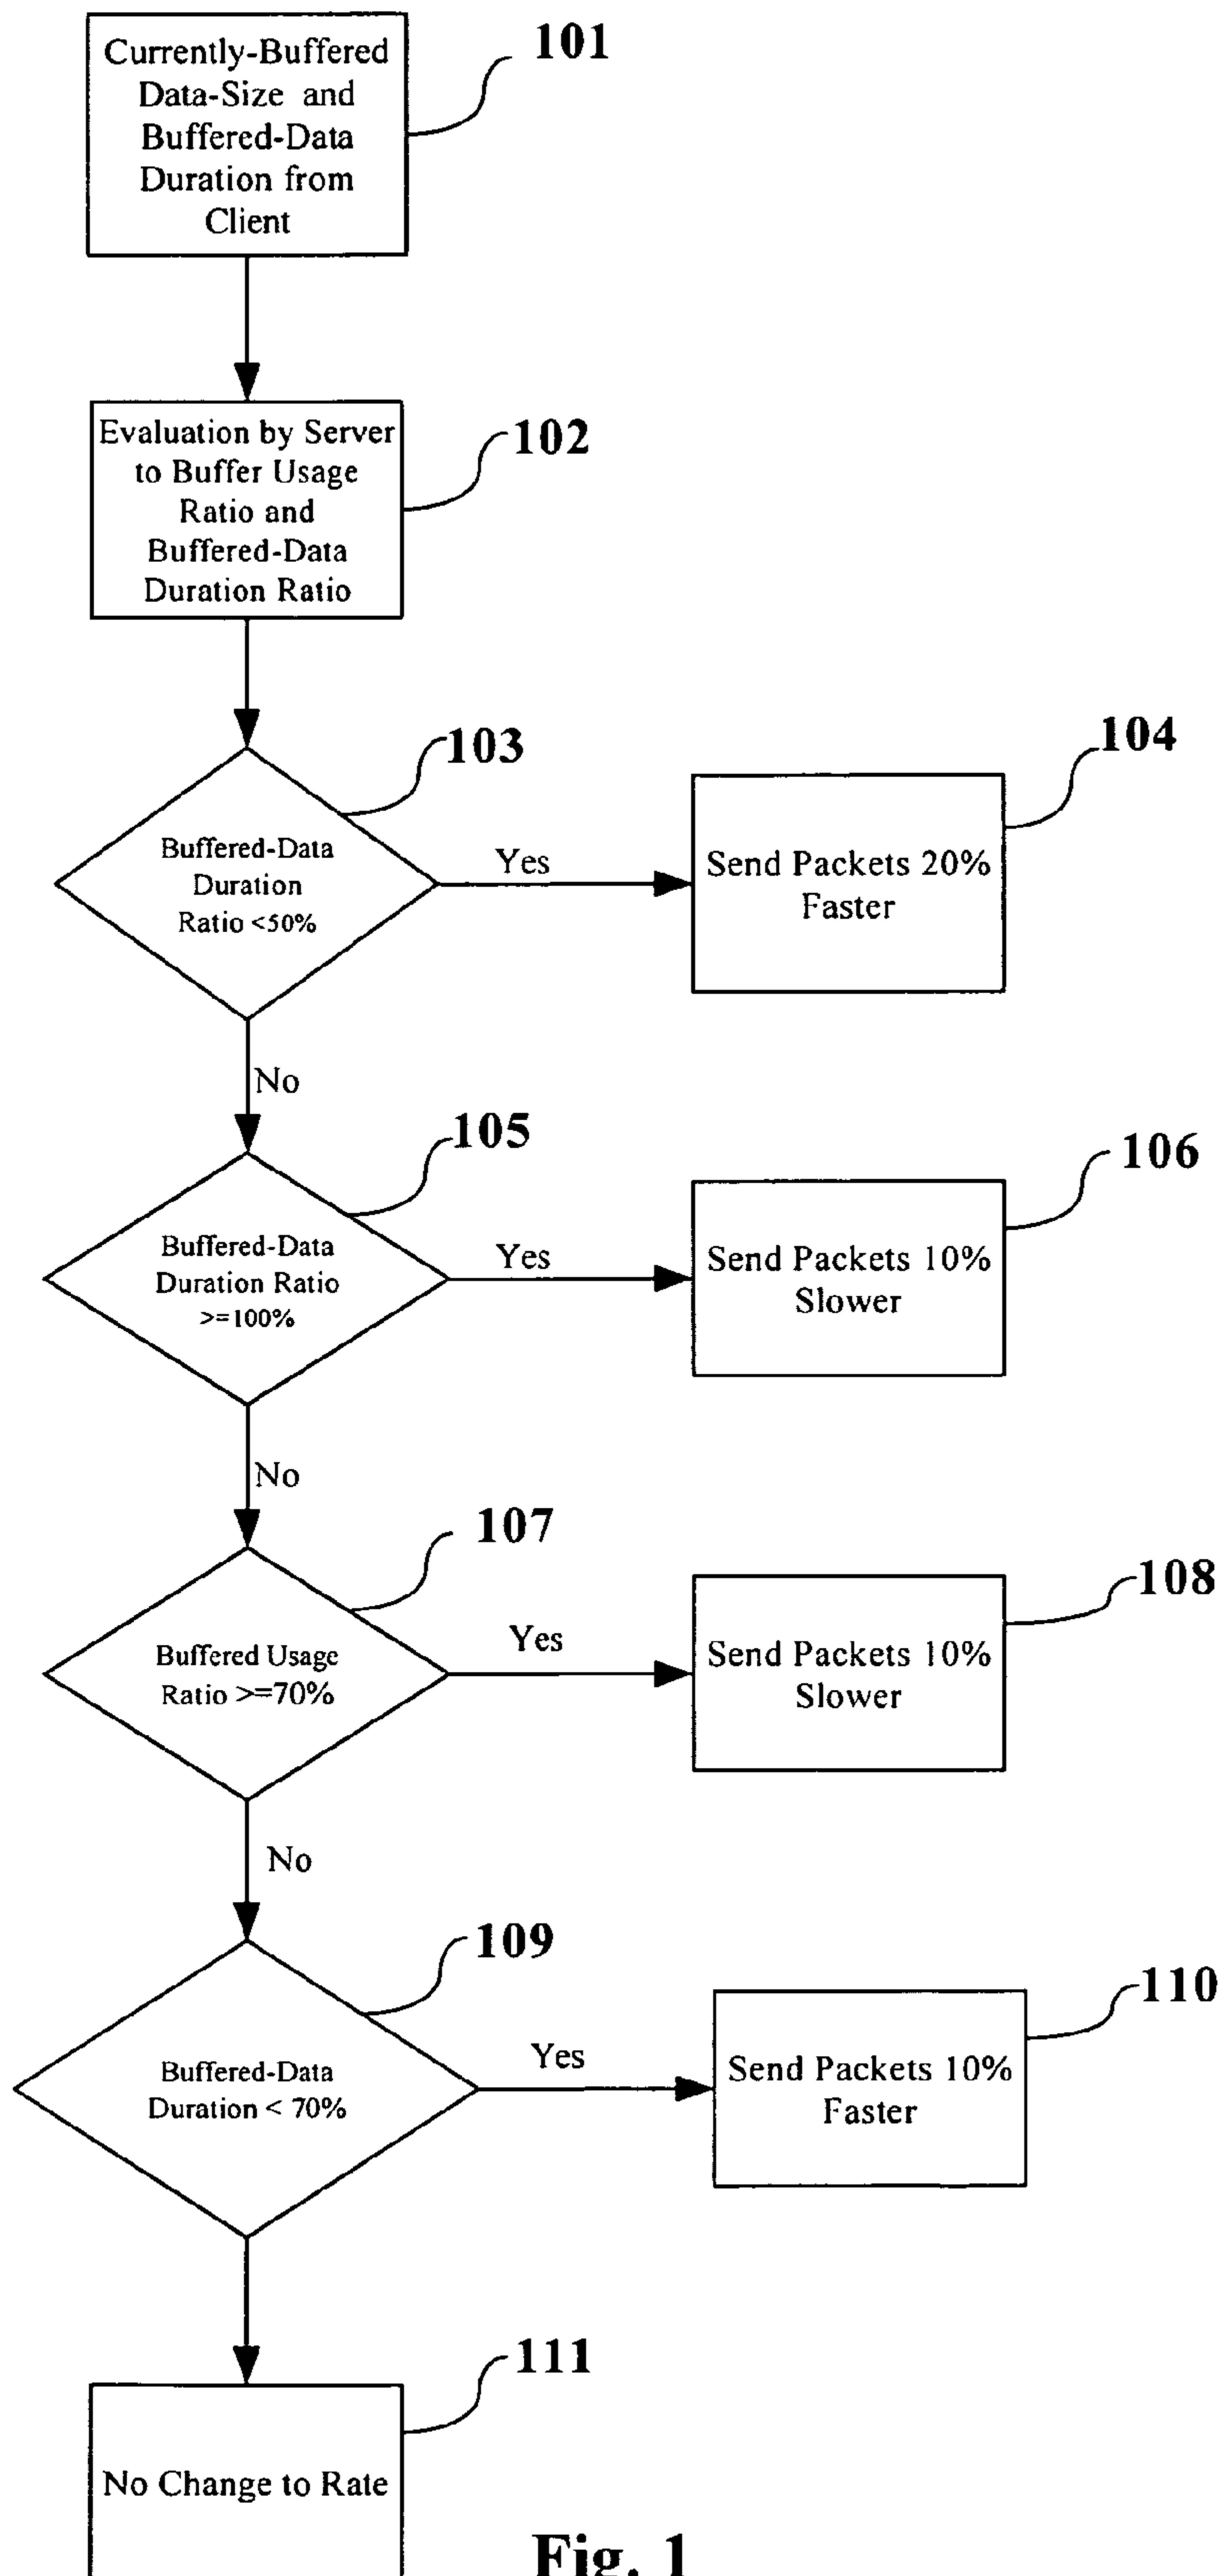 Currently-Buffered
Data-Size and
Buffered-Data
Duration from
Client
101
Evaluation by Server
to Buffer Usage
Ratio and
Buffered-Data
Duration Ratio
102
Buffered-Data
Duration
Ratio <50%
103
Yes
Send Packets 20%
Faster
104
No
Buffered-Data
Duration Ratio
>=100%
105
Yes
Send Packets 10%
Slower
106
No
Buffered Usage
Ratio >=70%
107
Yes
Send Packets 10%
Slower
108
No
Buffered-Data
Duration < 70%
109
Yes
Send Packets 10%
Faster
110
No Change to Rate
111
Fig. 1